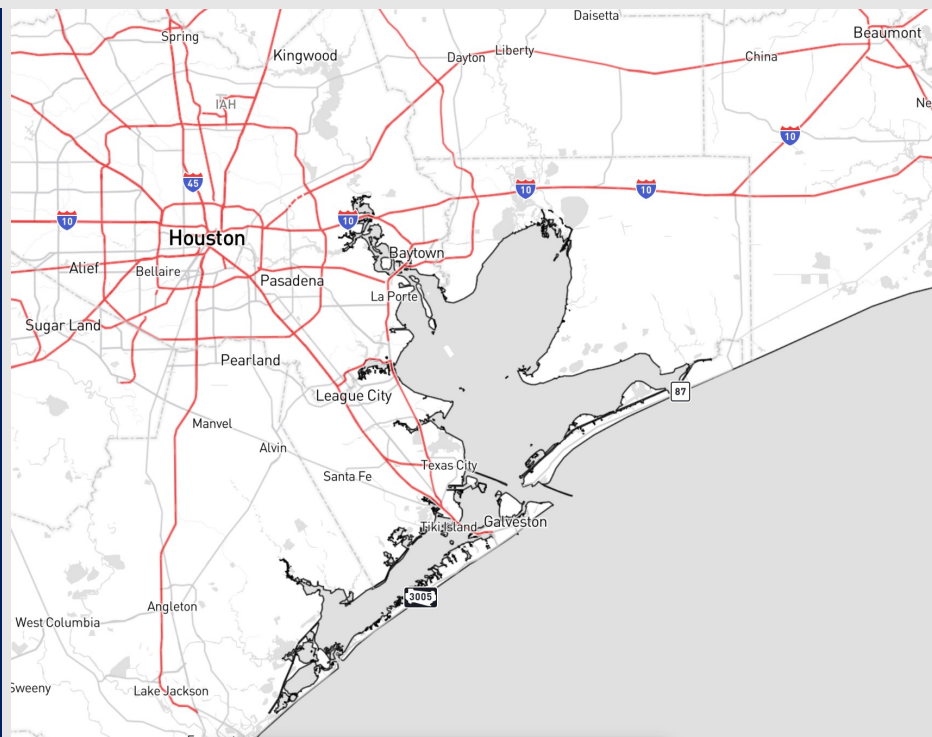 Daisetta
Spring
Beaumont
Kingwood
Liberty
Dayton
China
IAH
Ne
10
45
10
10
10
10
Houston
Baytown
Alief
Bellaire
Pasadena
La Porte
Sugar Land
Pearland
87
League City
Manvel
Alvin
Texas City
Santa Fe
Tiki Island
Galveston
3005
Angleton
West Columbia
Sweeny
Lake Jackson